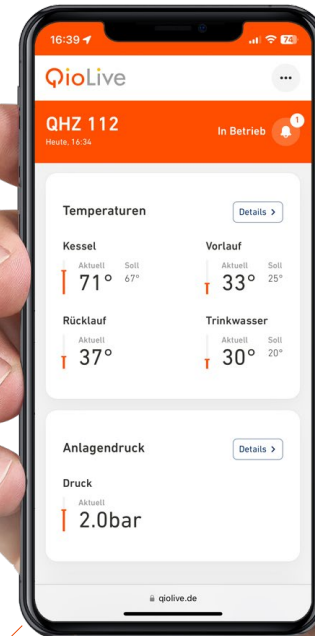 16:39
74
QioLive
QHZ 112
Heute, 16:34
In Betrieb
1
Temperaturen
Details >
Kessel
Vorlauf
Aktuell Soll
71° 67°
Aktuell Soll
33° 25°
Rücklauf
Trinkwasser
Aktuell
37°
Aktuell Soll
30° 20°
Anlagendruck
Details >
Druck
Aktuell
2.0bar
qiolive.de